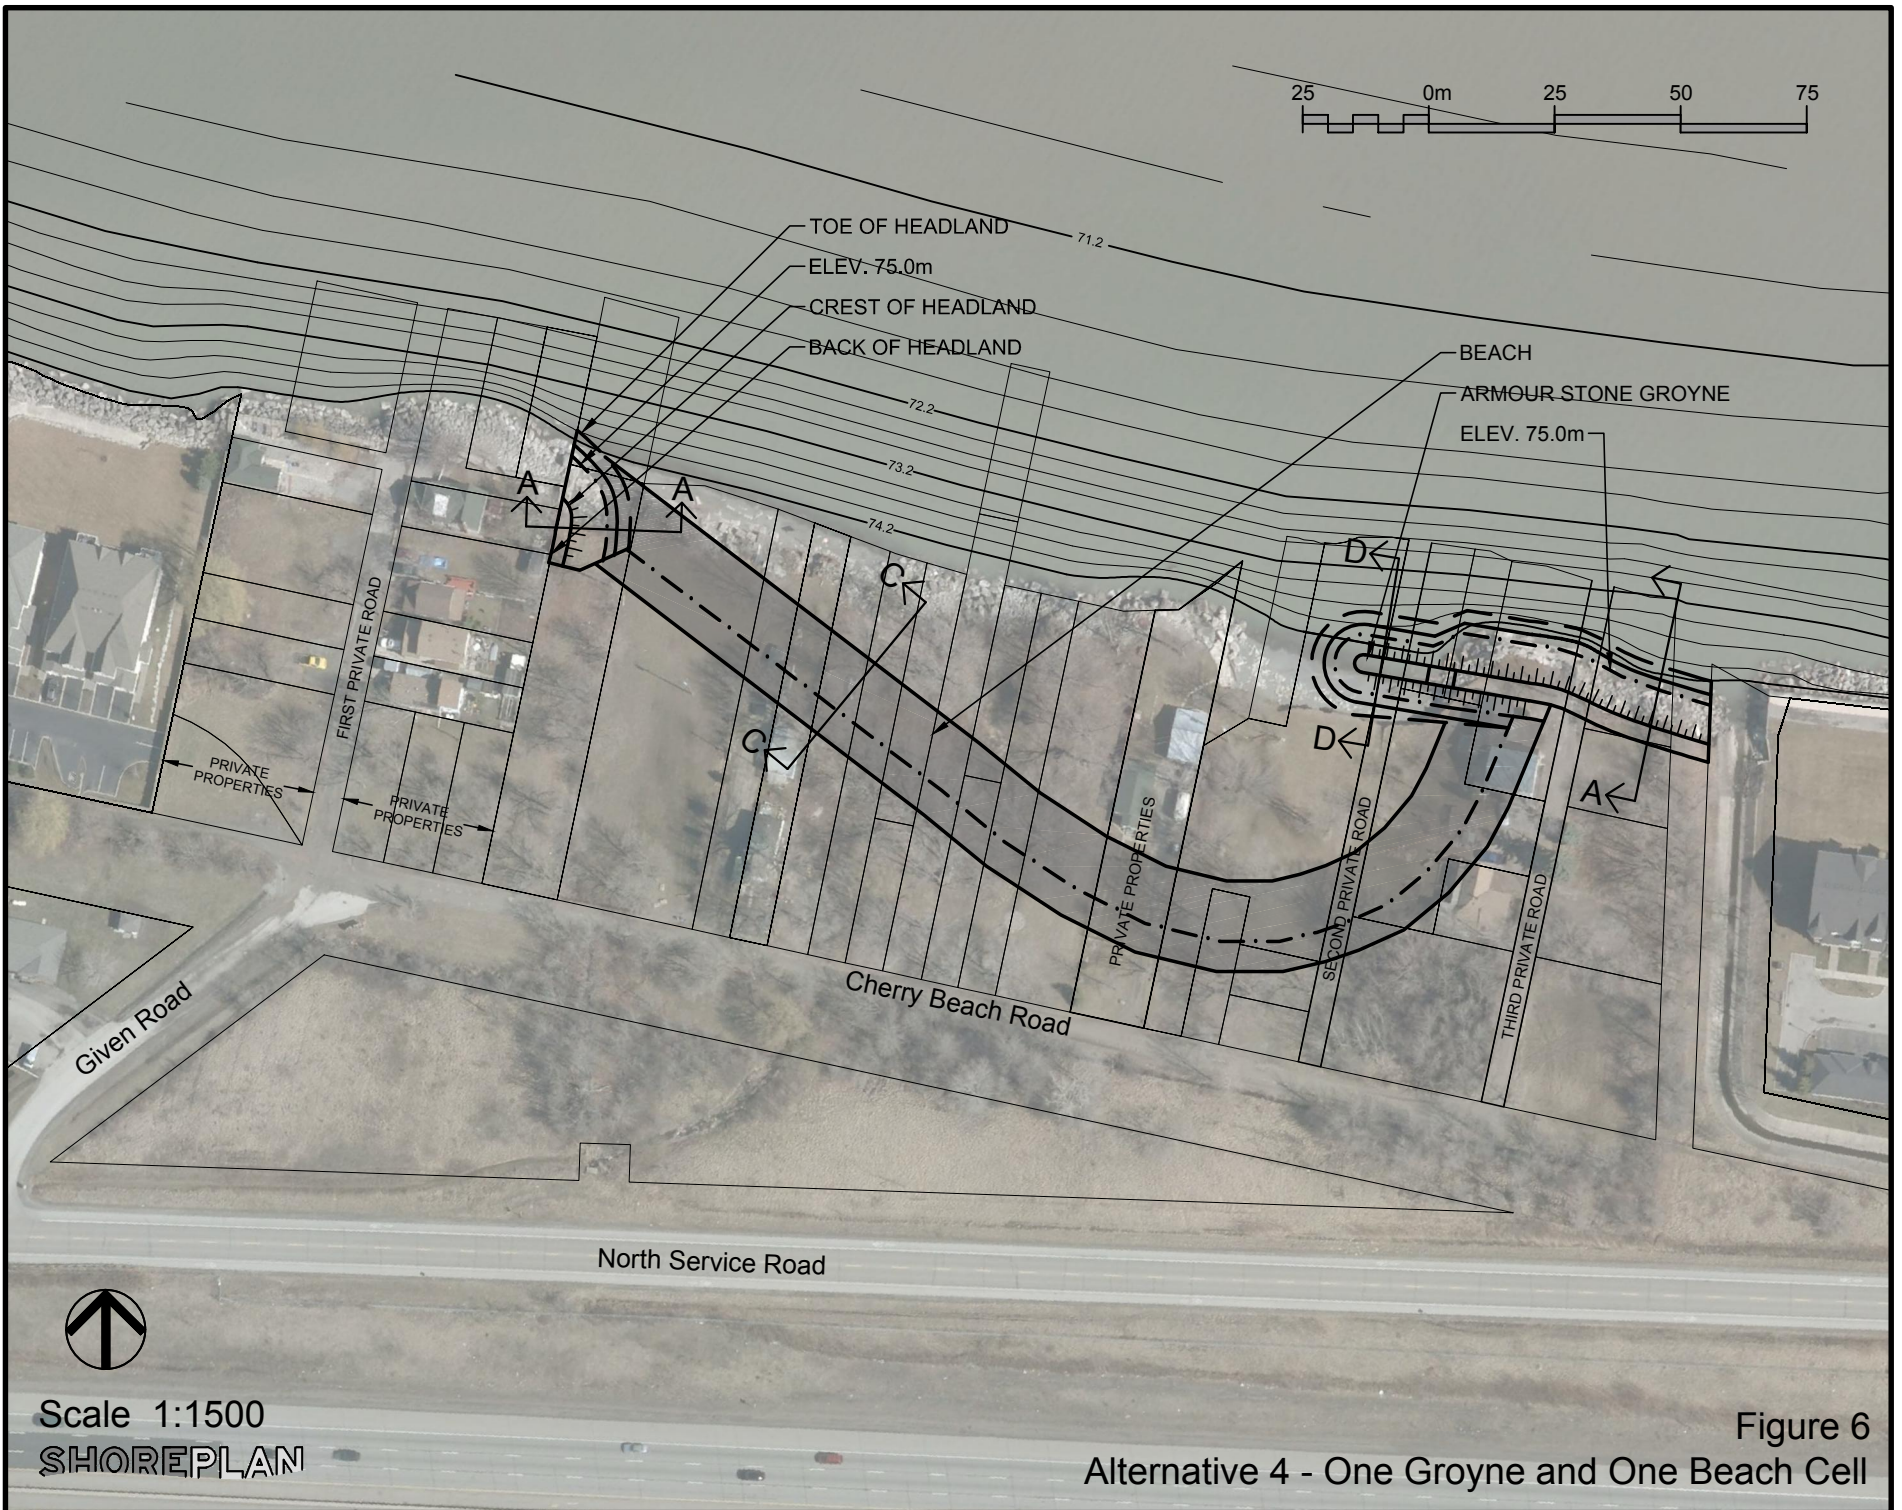 25 0m 25 50 75
TOE OF HEADLAND
71.2
ELEV. 75.0m
CREST OF HEADLAND
BACK OF HEADLAND
BEACH
ARMOUR STONE GROYNE
72.2
ELEV. 75.0m
73.2
A A
74.2
D
C
FIRST PRIVATE ROAD
C
D
PRIVATE
PROPERTIES
PRIVATE
PROPERTIES
A
PRIVATE PROPERTIES
SECOND PRIVATE ROAD
THIRD PRIVATE ROAD
Cherry Beach Road
Given Road
North Service Road
Scale 1:1500
SHOREPLAN
Figure 6
Alternative 4 - One Groyne and One Beach Cell